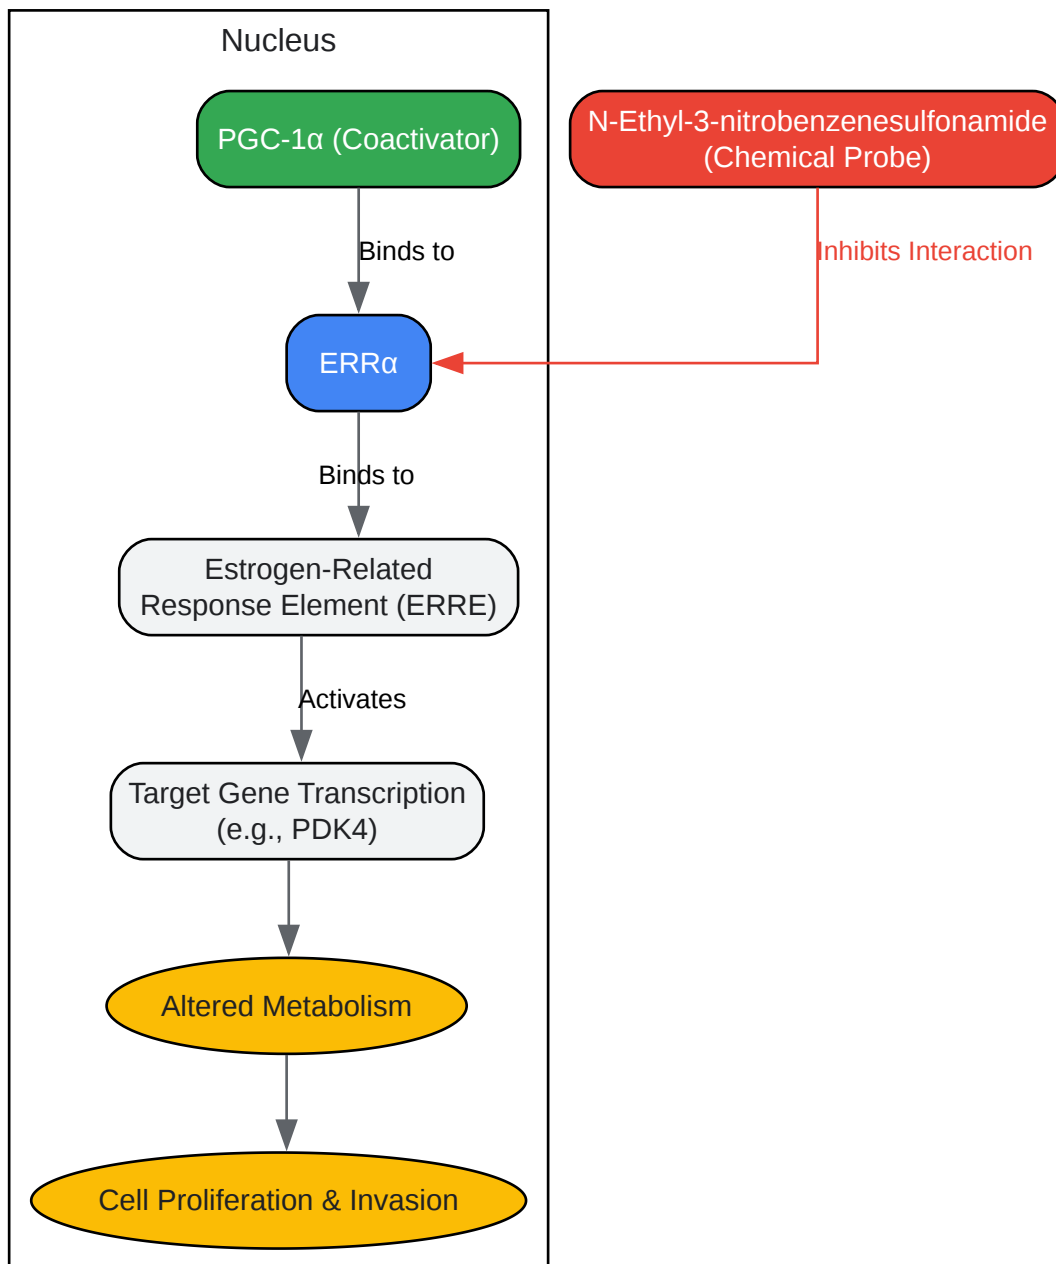 Nucleus
PGC-1α (Coactivator)
N-Ethyl-3-nitrobenzenesulfonamide
(Chemical Probe)
Binds to
Inhibits Interaction
ERRα
Binds to
Estrogen-Related
Response Element (ERRE)
Activates
Target Gene Transcription
(e.g., PDK4)
Altered Metabolism
Cell Proliferation & Invasion